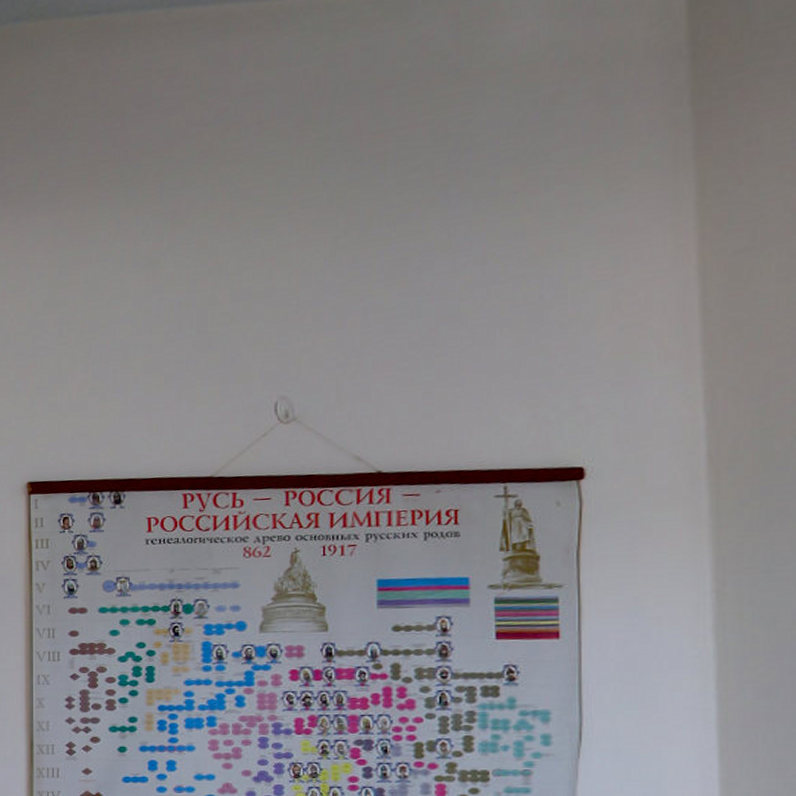 РУСЬ — РОССИЯ —
РОССИЙСКАЯ ИМПЕРИЯ
генеалогическое древо основных русских родов
862 1917
I
II
III
IV
V
VI
VII
VIII
IX
X
XI
XII
XIII
XIV